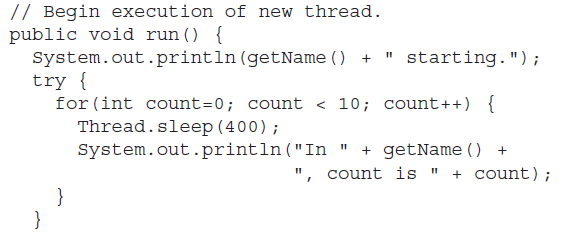 // Begin execution of new thread.
public void run() {
  System.out.println(getName() + " starting.");
  try {
    for(int count=0; count < 10; count++) {
      Thread.sleep(400);
      System.out.println("In " + getName() +
                         ", count is " + count);
    }
  }